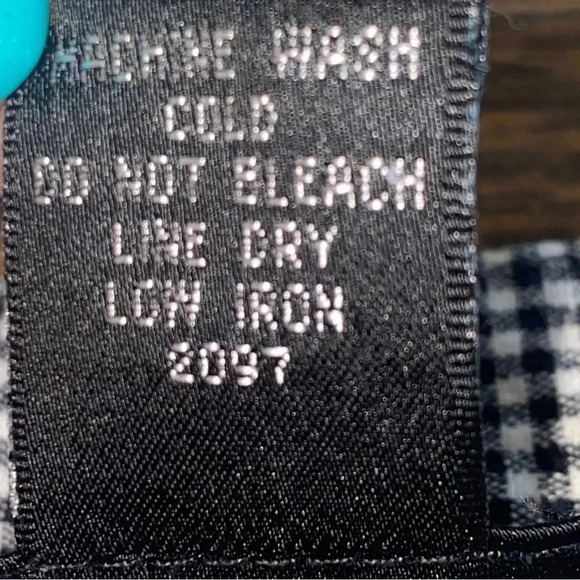 MACHINE WASH
COLD
DO NOT BLEACH
LINE DRY
LOW IRON
2097